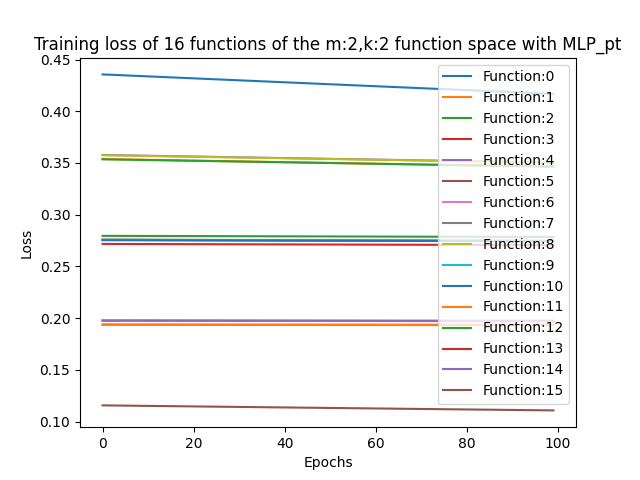 Training loss of 16 functions of the m:2,k:2 function space with MLP_pt
0.45
0.40
0.35
0.30
0.25
0.20
0.15
0.10
Loss
0
20
40
60
80
100
Epochs
Function:0
Function:1
Function:2
Function:3
Function:4
Function:5
Function:6
Function:7
Function:8
Function:9
Function:10
Function:11
Function:12
Function:13
Function:14
Function:15